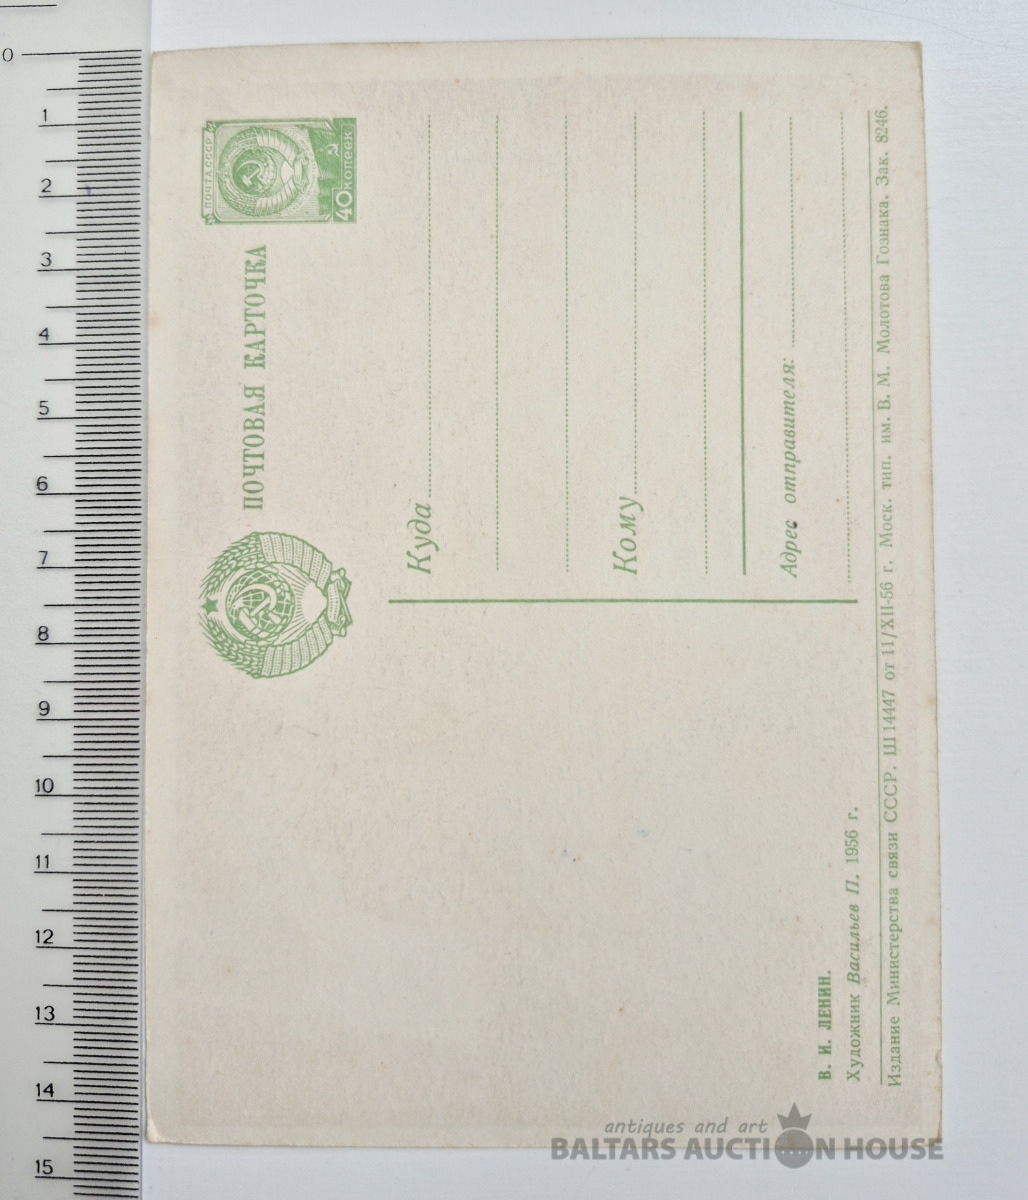 ПОЧТА СССР
40 КОПЕЕК
ПОЧТОВАЯ КАРТОЧКА
Куда
Кому
Адрес отправителя:
В. И. ЛЕНИН.
Художник Васильев П. 1956 г.
Издание Министерства связи СССР. Ш 14447 от 11/XII-56 г. Моск. тип. им. В. М. Молотова Гознака. Зак. 8246.
0
1
2
3
4
5
6
7
8
9
10
11
12
13
14
15
antiques and art
BALTARS AUCTION HOUSE